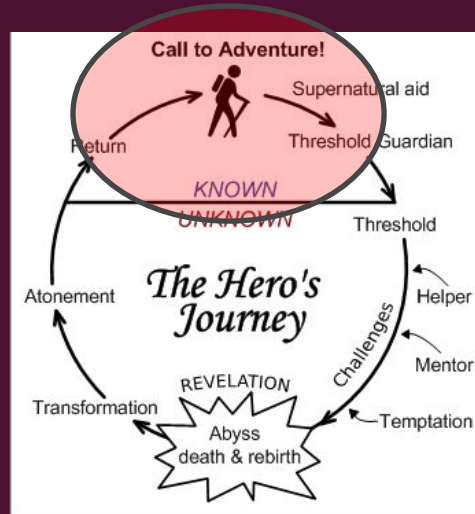 Call to Adventure!
Supernatural aid
Return
Threshold Guardian
KNOWN
UNKNOWN
Threshold
The Hero's
Journey
Atonement
Helper
Challenges
Mentor
REVELATION
Transformation
Temptation
Abyss
death & rebirth